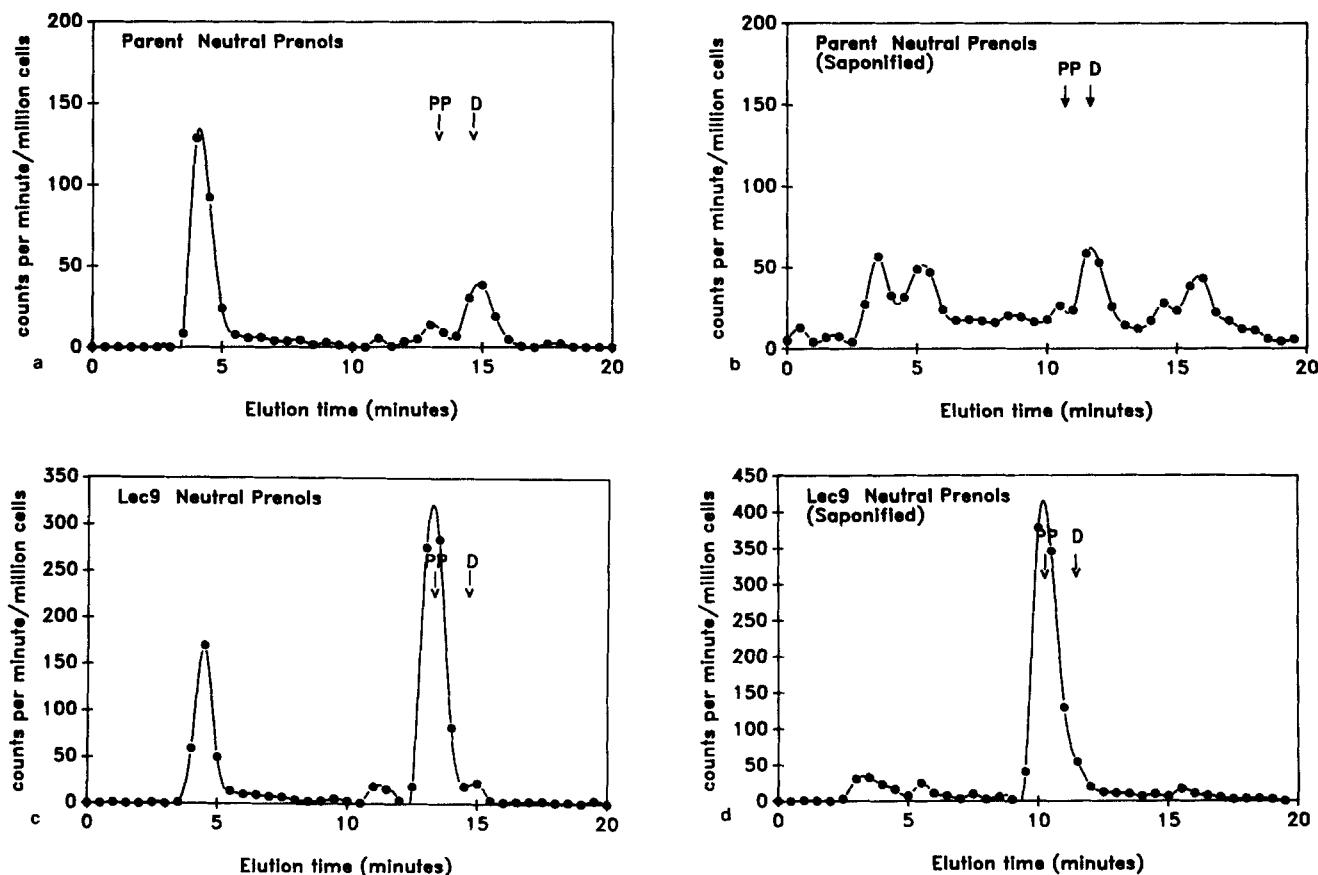 200
150
100
50
0
counts per minute/million cells
Parent Neutral Prenols
PP D
0 5 10 15 20
a
Elution time (minutes)
200
150
100
50
0
counts per minute/million cells
Parent Neutral Prenols
(Saponified)
PP D
0 5 10 15 20
b
Elution time (minutes)
350
300
250
200
150
100
50
0
counts per minute/million cells
Lec9 Neutral Prenols
PP D
0 5 10 15 20
c
Elution time (minutes)
450
400
350
300
250
200
150
100
50
0
counts per minute/million cells
Lec9 Neutral Prenols
(Saponified)
PP D
0 5 10 15 20
d
Elution time (minutes)